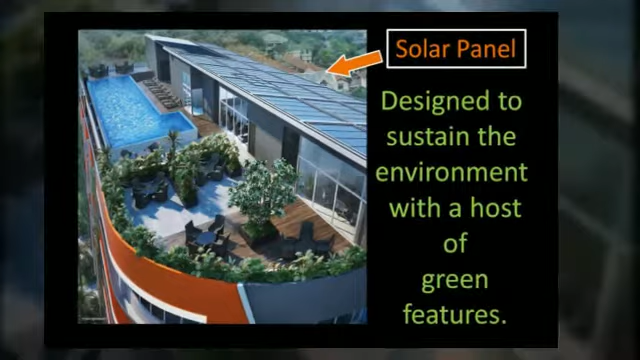 Solar Panel
Designed to
sustain the
environment
with a host
of
green
features.